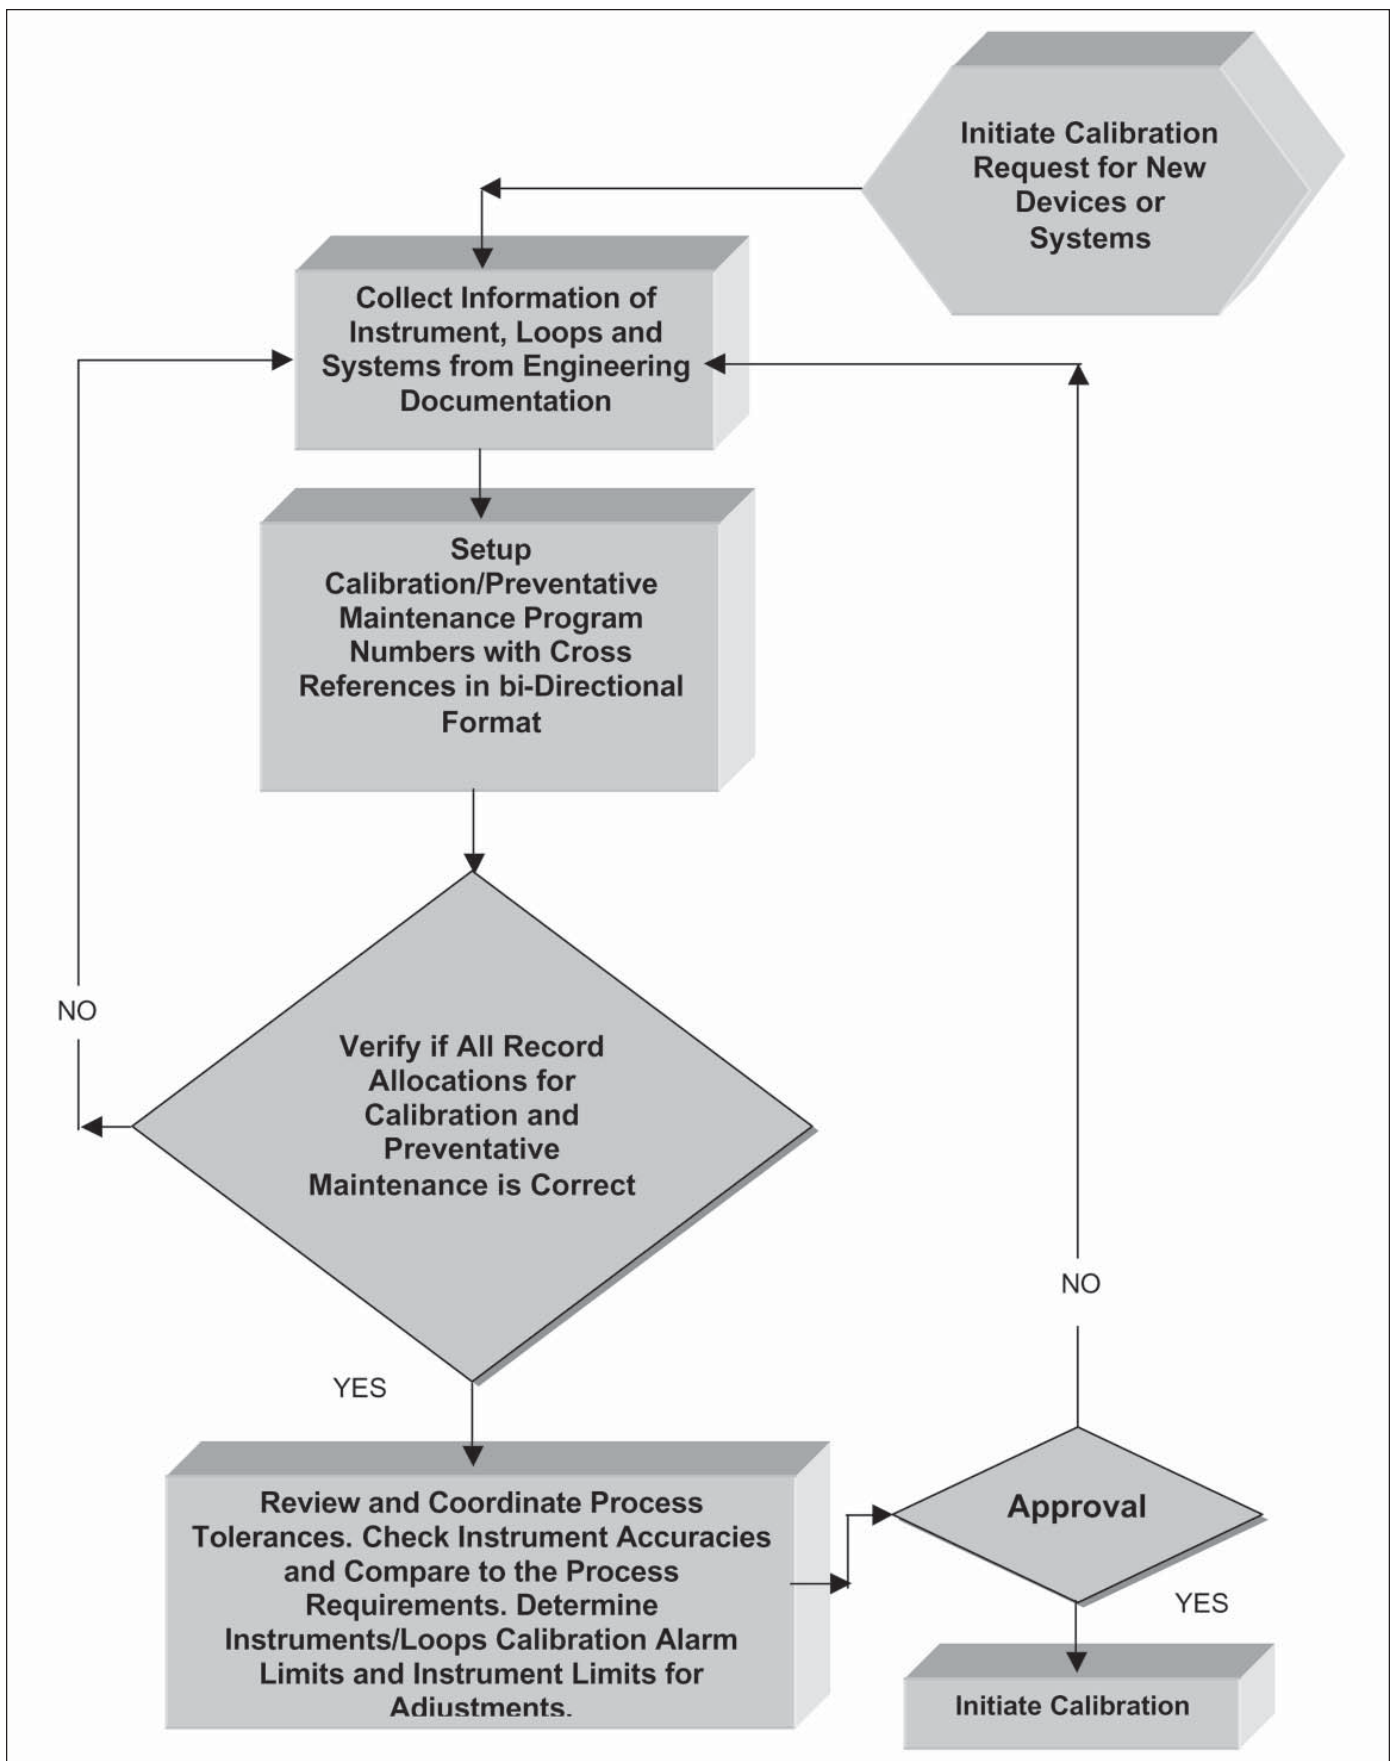 Initiate Calibration
Request for New
Devices or
Systems
Collect Information of
Instrument, Loops and
Systems from Engineering
Documentation
Setup
Calibration/Preventative
Maintenance Program
Numbers with Cross
References in bi-Directional
Format
NO
Verify if All Record
Allocations for
Calibration and
Preventative
Maintenance is Correct
NO
YES
Review and Coordinate Process
Tolerances. Check Instrument Accuracies
and Compare to the Process
Requirements. Determine
Instruments/Loops Calibration Alarm
Limits and Instrument Limits for
Adjustments.
Approval
YES
Initiate Calibration